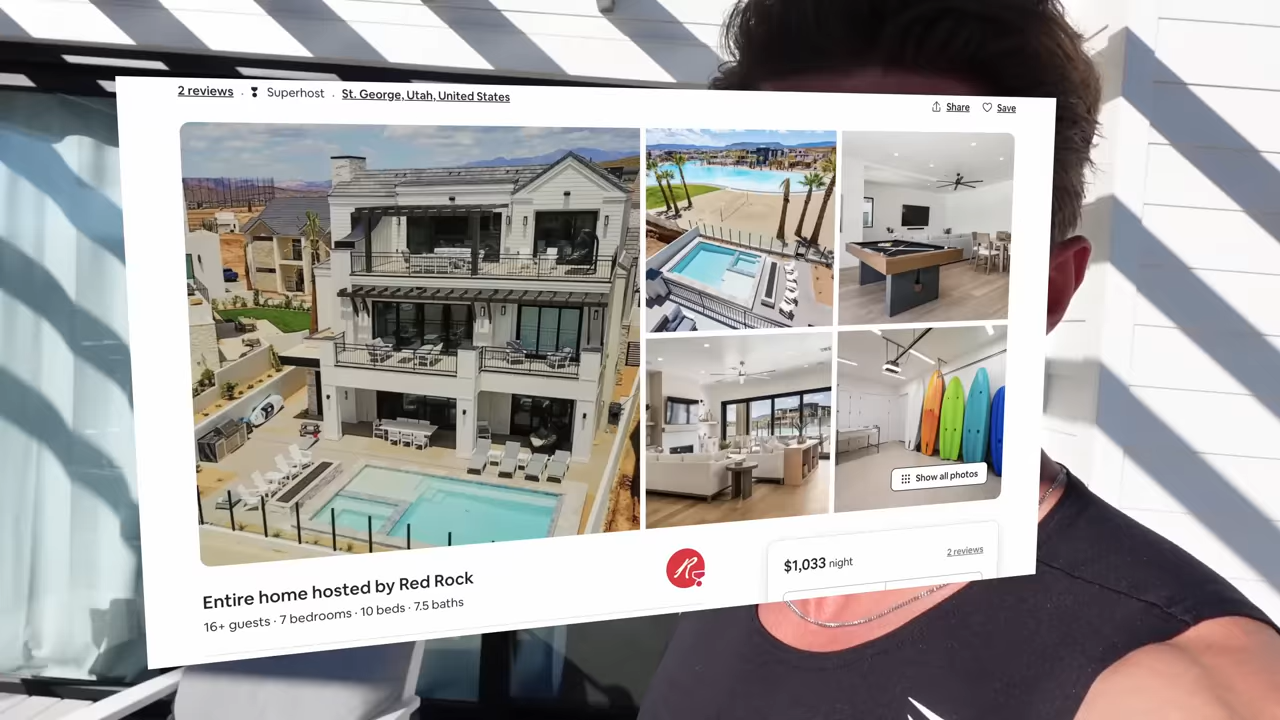 2 reviews · Superhost · St. George, Utah, United States
Share Save
Show all photos
Entire home hosted by Red Rock
16+ guests · 7 bedrooms · 10 beds · 7.5 baths
R
$1,033 night
2 reviews